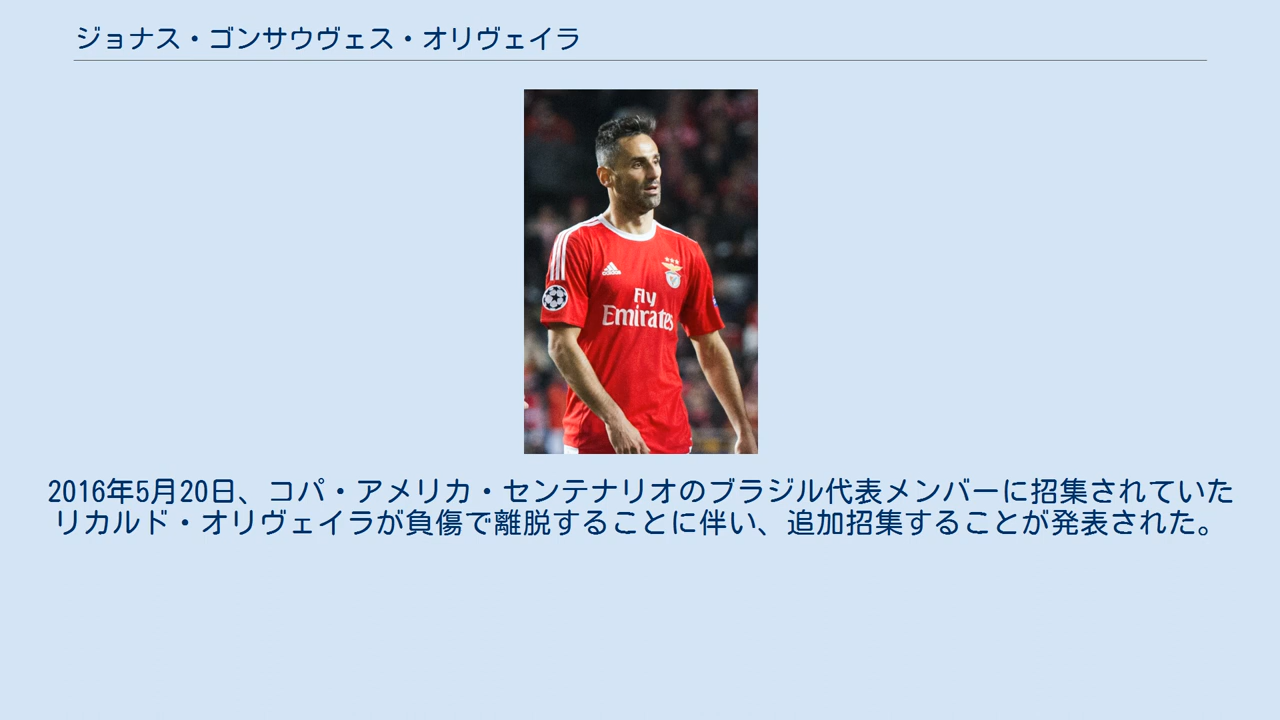 ジョナス・ゴンサウヴェス・オリヴェイラ
adidas
Fly
Emirates
2016年5月20日、コパ・アメリカ・センテナリオのブラジル代表メンバーに招集されていた
リカルド・オリヴェイラが負傷で離脱することに伴い、追加招集することが発表された。